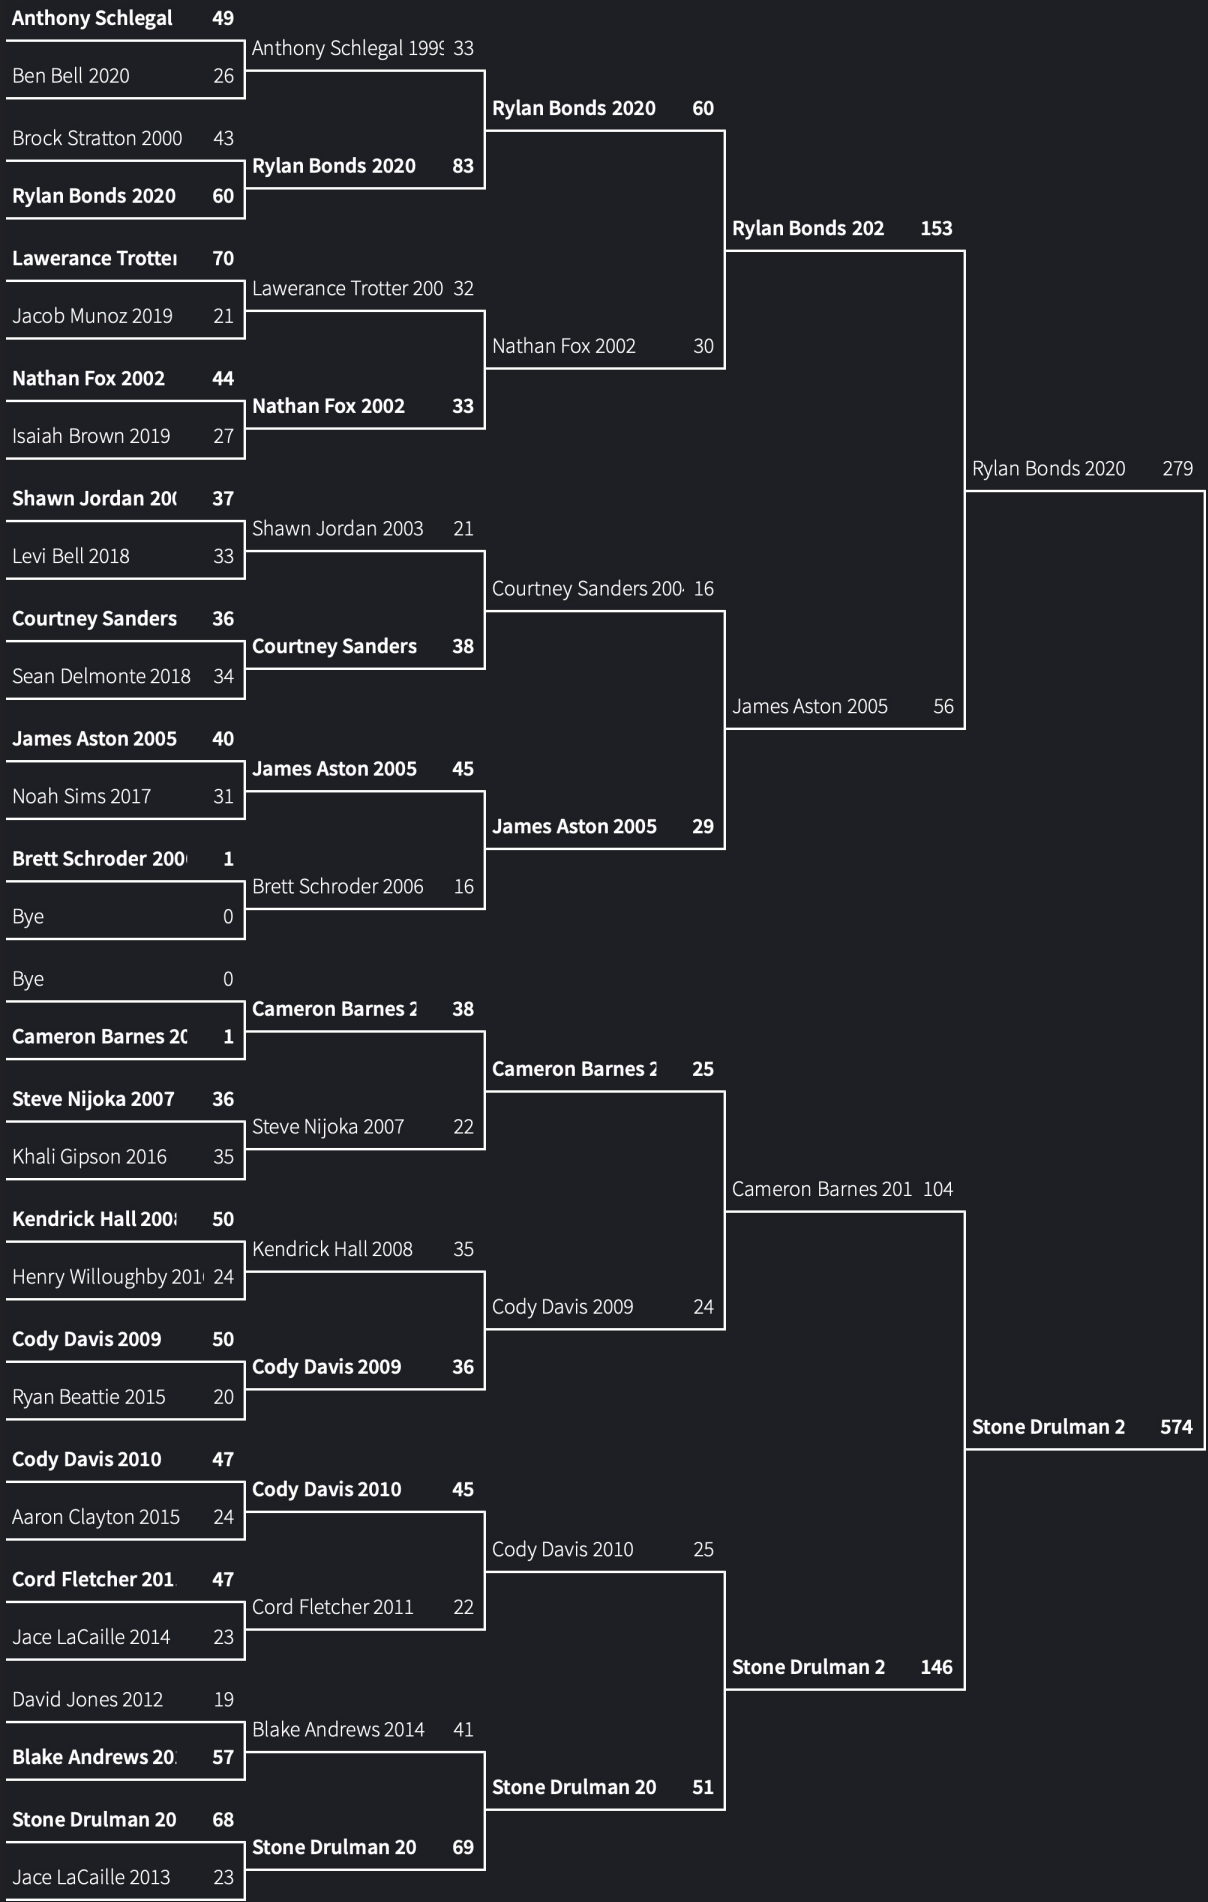 Anthony Schlegal 49
Ben Bell 2020 26
Brock Stratton 2000 43
Rylan Bonds 2020 60
Lawerance Trotter 70
Jacob Munoz 2019 21
Nathan Fox 2002 44
Isaiah Brown 2019 27
Shawn Jordan 200 37
Levi Bell 2018 33
Courtney Sanders 36
Sean Delmonte 2018 34
James Aston 2005 40
Noah Sims 2017 31
Brett Schroder 200 1
Bye 0
Bye 0
Cameron Barnes 20 1
Steve Nijoka 2007 36
Khali Gipson 2016 35
Kendrick Hall 2008 50
Henry Willoughby 201 24
Cody Davis 2009 50
Ryan Beattie 2015 20
Cody Davis 2010 47
Aaron Clayton 2015 24
Cord Fletcher 201 47
Jace LaCaille 2014 23
David Jones 2012 19
Blake Andrews 20 57
Stone Drulman 20 68
Jace LaCaille 2013 23
Anthony Schlegal 1999 33
Rylan Bonds 2020 83
Lawerance Trotter 200 32
Nathan Fox 2002 33
Shawn Jordan 2003 21
Courtney Sanders 38
James Aston 2005 45
Brett Schroder 2006 16
Cameron Barnes 2 38
Steve Nijoka 2007 22
Kendrick Hall 2008 35
Cody Davis 2009 36
Cody Davis 2010 45
Cord Fletcher 2011 22
Blake Andrews 2014 41
Stone Drulman 20 69
Rylan Bonds 2020 60
Nathan Fox 2002 30
Courtney Sanders 200 16
James Aston 2005 29
Cameron Barnes 2 25
Cody Davis 2009 24
Cody Davis 2010 25
Stone Drulman 20 51
Rylan Bonds 202 153
James Aston 2005 56
Cameron Barnes 201 104
Stone Drulman 2 146
Rylan Bonds 2020 279
Stone Drulman 2 574